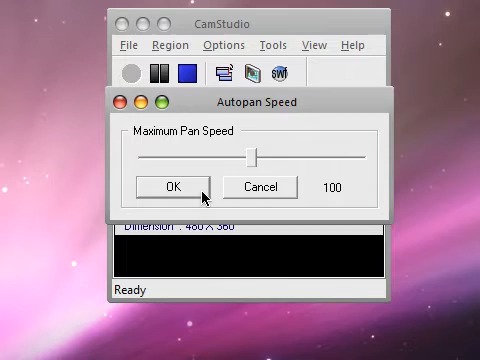 CamStudio
File Region Options Tools View Help
SWF
Autopan Speed
Maximum Pan Speed
OK Cancel 100
Dimension : 480 X 360
Ready